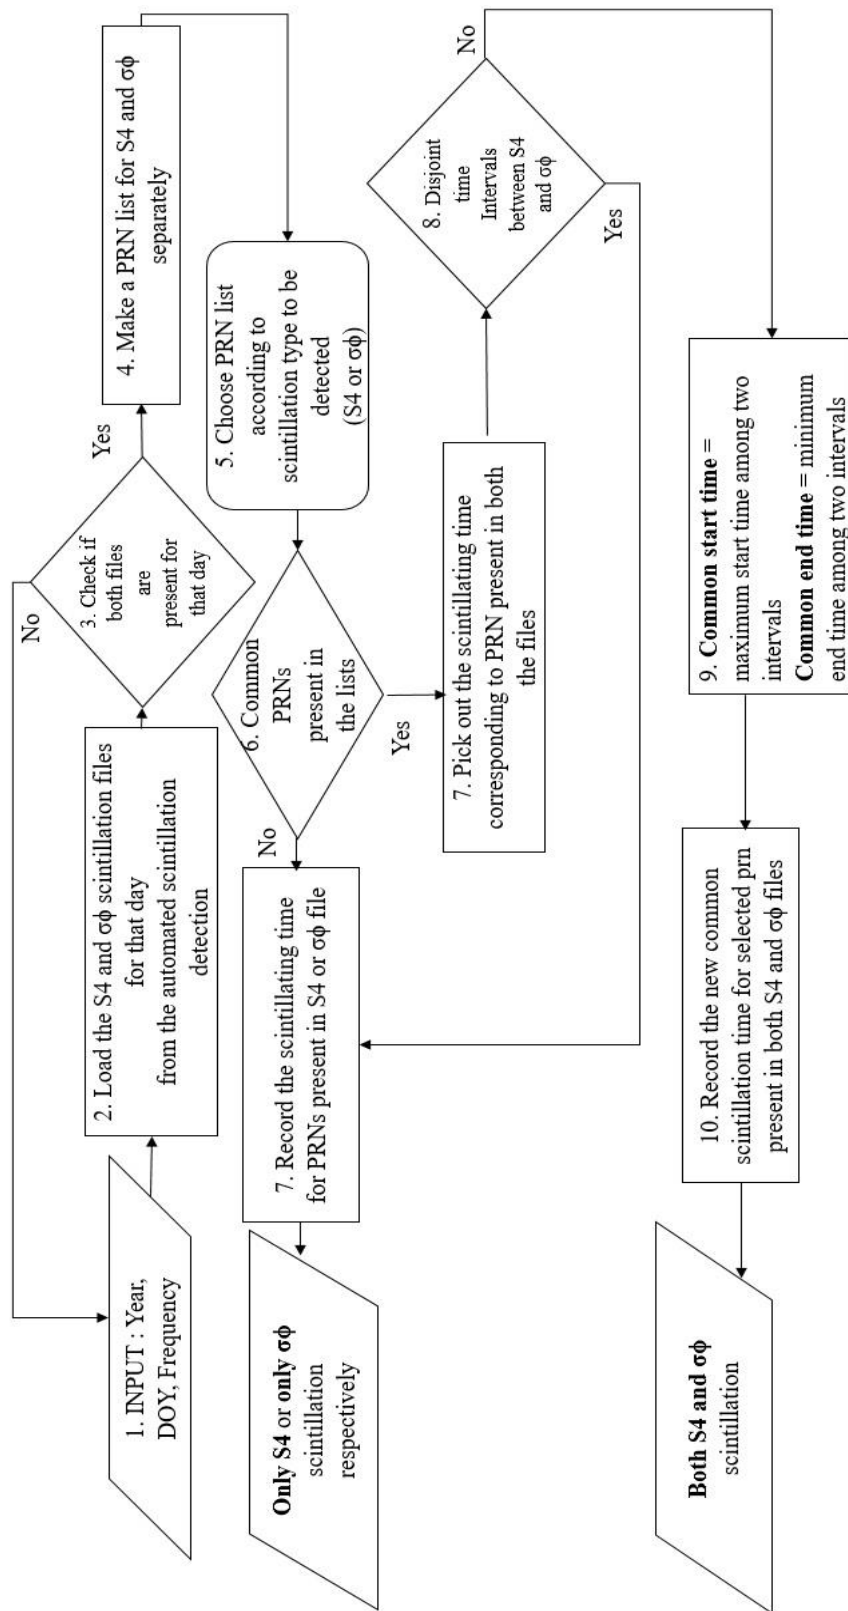 1. INPUT : Year,
DOY, Frequency
2. Load the S4 and σϕ scintillation files
for that day
from the automated scintillation
detection
3. Check if
both files
are
present for
that day
No
Yes
4. Make a PRN list for S4 and σϕ
separately
5. Choose PRN list
according to
scintillation type to be
detected
(S4 or σϕ)
6. Common
PRNs
present in
the lists
No
Yes
7. Record the scintillating time
for PRNs present in S4 or σϕ file
Only S4 or only σϕ
scintillation
respectively
7. Pick out the scintillating time
corresponding to PRN present in both
the files
8. Disjoint
time
Intervals
between S4
and σϕ
No
Yes
9. Common start time =
maximum start time among two
intervals
Common end time = minimum
end time among two intervals
10. Record the new common
scintillation time for selected prn
present in both S4 and σϕ files
Both S4 and σϕ
scintillation